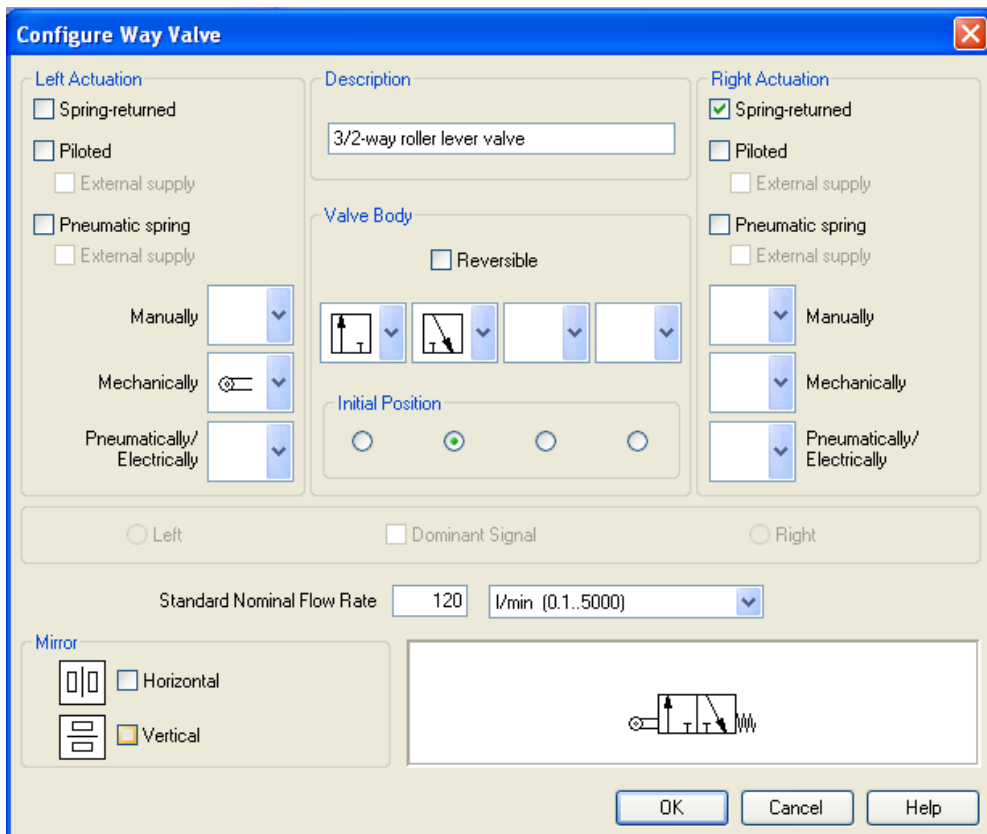 Configure Way Valve
Left Actuation
Spring-returned
Piloted
External supply
Pneumatic spring
External supply
Manually
Mechanically
Pneumatically/
Electrically
Description
3/2-way roller lever valve
Valve Body
Reversible
Initial Position
Right Actuation
Spring-returned
Piloted
External supply
Pneumatic spring
External supply
Manually
Mechanically
Pneumatically/
Electrically
Left
Dominant Signal
Right
Standard Nominal Flow Rate
120
l/min (0.1..5000)
Mirror
Horizontal
Vertical
OK
Cancel
Help